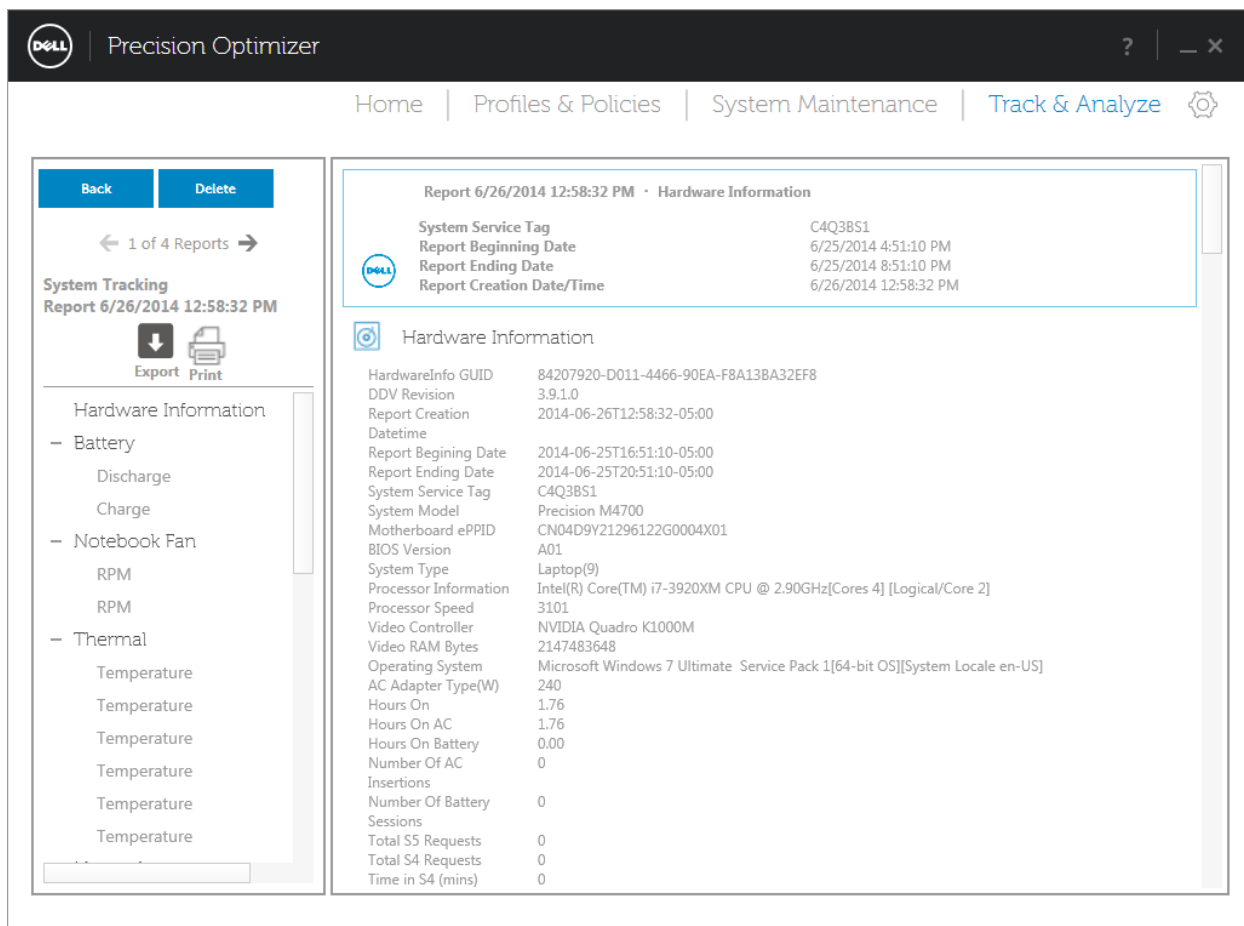 DELL Precision Optimizer ? _ ×
Home | Profiles & Policies | System Maintenance | Track & Analyze
Back Delete
← 1 of 4 Reports →
System Tracking
Report 6/26/2014 12:58:32 PM
Export Print
Hardware Information
− Battery
Discharge
Charge
− Notebook Fan
RPM
RPM
− Thermal
Temperature
Temperature
Temperature
Temperature
Temperature
Temperature
Report 6/26/2014 12:58:32 PM · Hardware Information
DELL
System Service Tag C4Q3BS1
Report Beginning Date 6/25/2014 4:51:10 PM
Report Ending Date 6/25/2014 8:51:10 PM
Report Creation Date/Time 6/26/2014 12:58:32 PM
Hardware Information
HardwareInfo GUID 84207920-D011-4466-90EA-F8A13BA32EF8
DDV Revision 3.9.1.0
Report Creation 2014-06-26T12:58:32-05:00
Datetime
Report Begining Date 2014-06-25T16:51:10-05:00
Report Ending Date 2014-06-25T20:51:10-05:00
System Service Tag C4Q3BS1
System Model Precision M4700
Motherboard ePPID CN04D9Y21296122G0004X01
BIOS Version A01
System Type Laptop(9)
Processor Information Intel(R) Core(TM) i7-3920XM CPU @ 2.90GHz[Cores 4] [Logical/Core 2]
Processor Speed 3101
Video Controller NVIDIA Quadro K1000M
Video RAM Bytes 2147483648
Operating System Microsoft Windows 7 Ultimate Service Pack 1[64-bit OS][System Locale en-US]
AC Adapter Type(W) 240
Hours On 1.76
Hours On AC 1.76
Hours On Battery 0.00
Number Of AC 0
Insertions
Number Of Battery 0
Sessions
Total S5 Requests 0
Total S4 Requests 0
Time in S4 (mins) 0